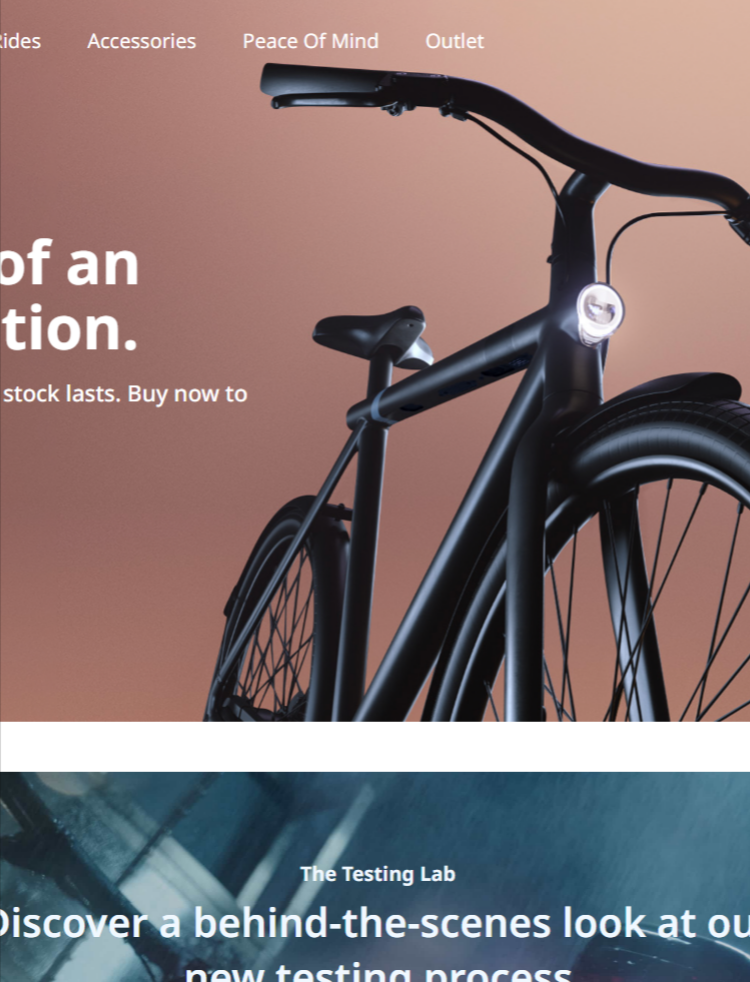 Accessories Peace Of Mind Outlet
of an
tion.
stock lasts. Buy now to
The Testing Lab
Discover a behind-the-scenes look at ou
new testing process